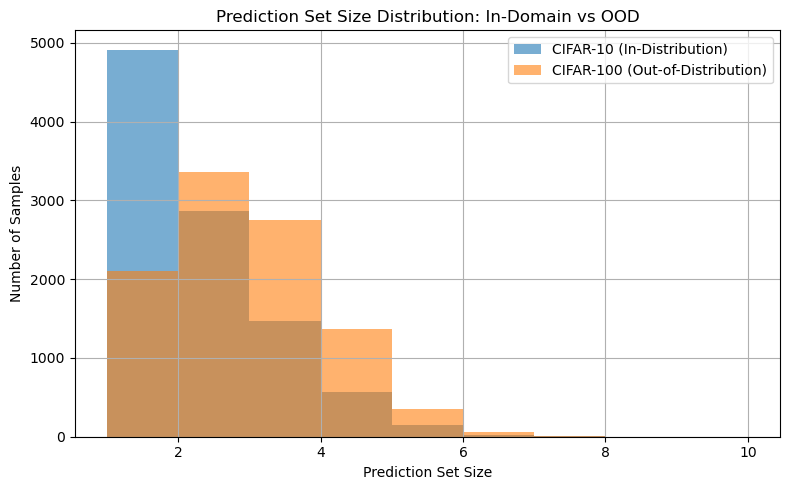 Prediction Set Size Distribution: In-Domain vs OOD
CIFAR-10 (In-Distribution)
CIFAR-100 (Out-of-Distribution)
Number of Samples
5000
4000
3000
2000
1000
0
2 4 6 8 10
Prediction Set Size